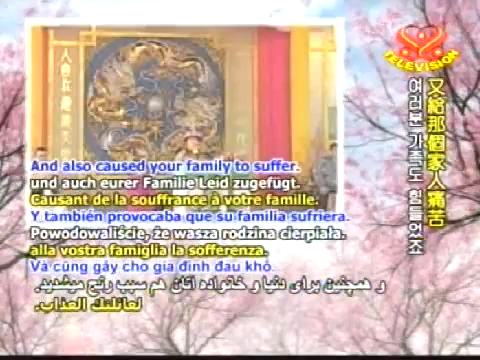 TELEVISION
And also caused your family to suffer.
und auch eurer Familie Leid zugefügt.
Causant de la souffrance à votre famille.
Y también provocaba que su familia sufriera.
Powodowaliście, że wasza rodzina cierpiała.
alla vostra famiglia la sofferenza.
Và cũng gây cho gia đình đau khổ
و همچنین برای دنیا و خانواده اتان هم سبب رنج میشدید.
لعائلتك العذاب.
又給那個家人痛苦
여러분 가족도 힘들었죠